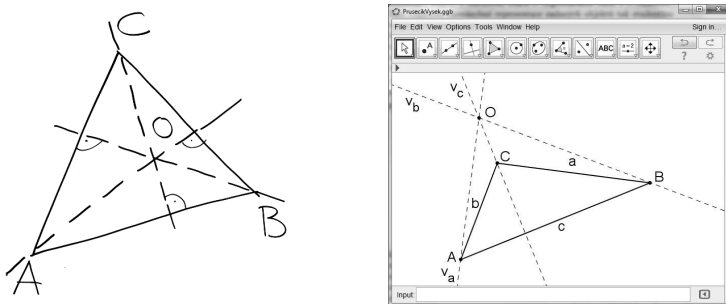 C
O
A
B
PrusecikVysek.ggb
File Edit View Options Tools Window Help
Sign in...
A
ABC
a=2
?
v_c
v_b
O
C
a
B
b
c
A
v_a
Input: